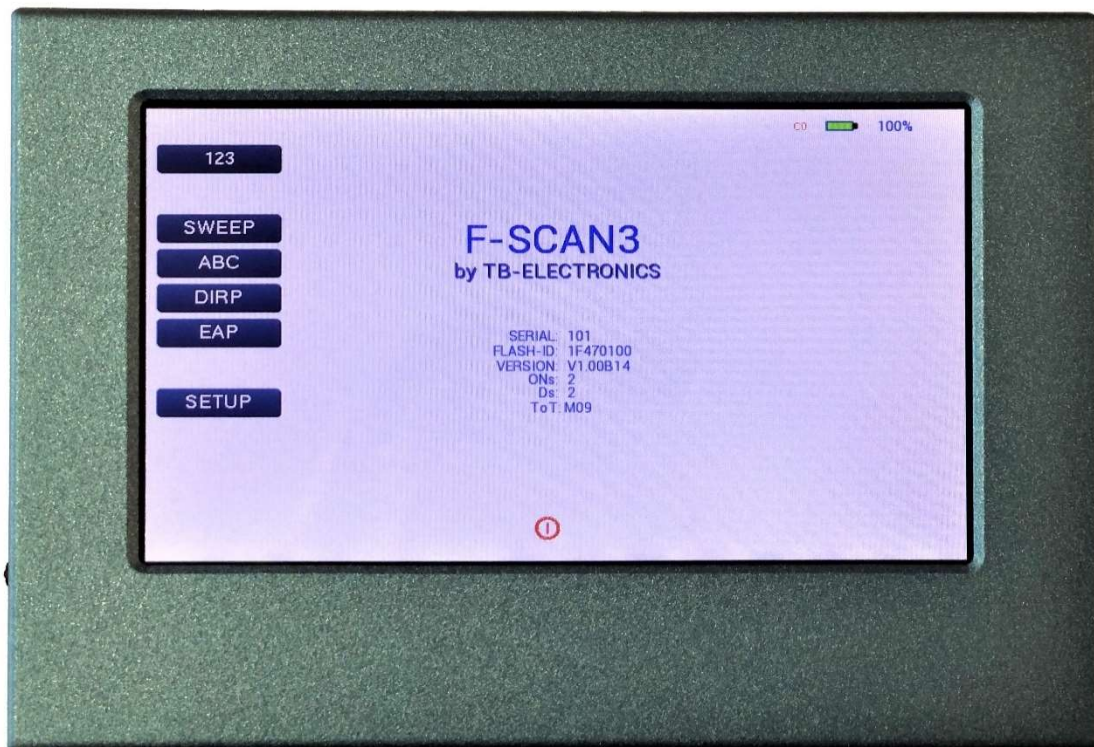 C0 100%
123
SWEEP
ABC
DIRP
EAP
SETUP
F-SCAN3
by TB-ELECTRONICS
SERIAL: 101
FLASH-ID: 1F470100
VERSION: V1.00B14
ONs: 2
Ds: 2
ToT: M09